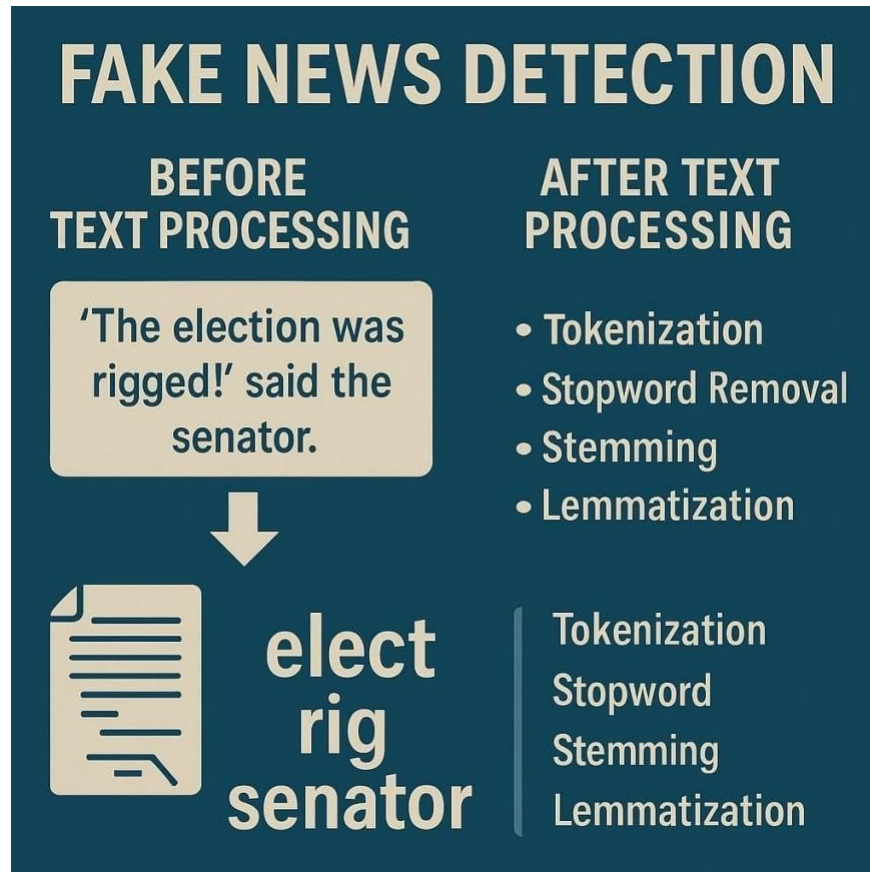 FAKE NEWS DETECTION
BEFORE
TEXT PROCESSING
‘The election was
rigged!’ said the
senator.
elect
rig
senator
AFTER TEXT
PROCESSING
• Tokenization
• Stopword Removal
• Stemming
• Lemmatization
Tokenization
Stopword
Stemming
Lemmatization